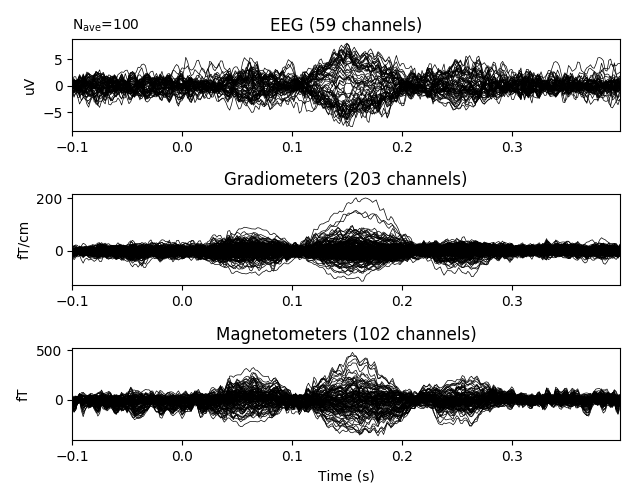 N_ave=100
EEG (59 channels)
5
0
−5
uV
−0.1 0.0 0.1 0.2 0.3
Gradiometers (203 channels)
200
0
fT/cm
−0.1 0.0 0.1 0.2 0.3
Magnetometers (102 channels)
500
0
fT
−0.1 0.0 0.1 0.2 0.3
Time (s)